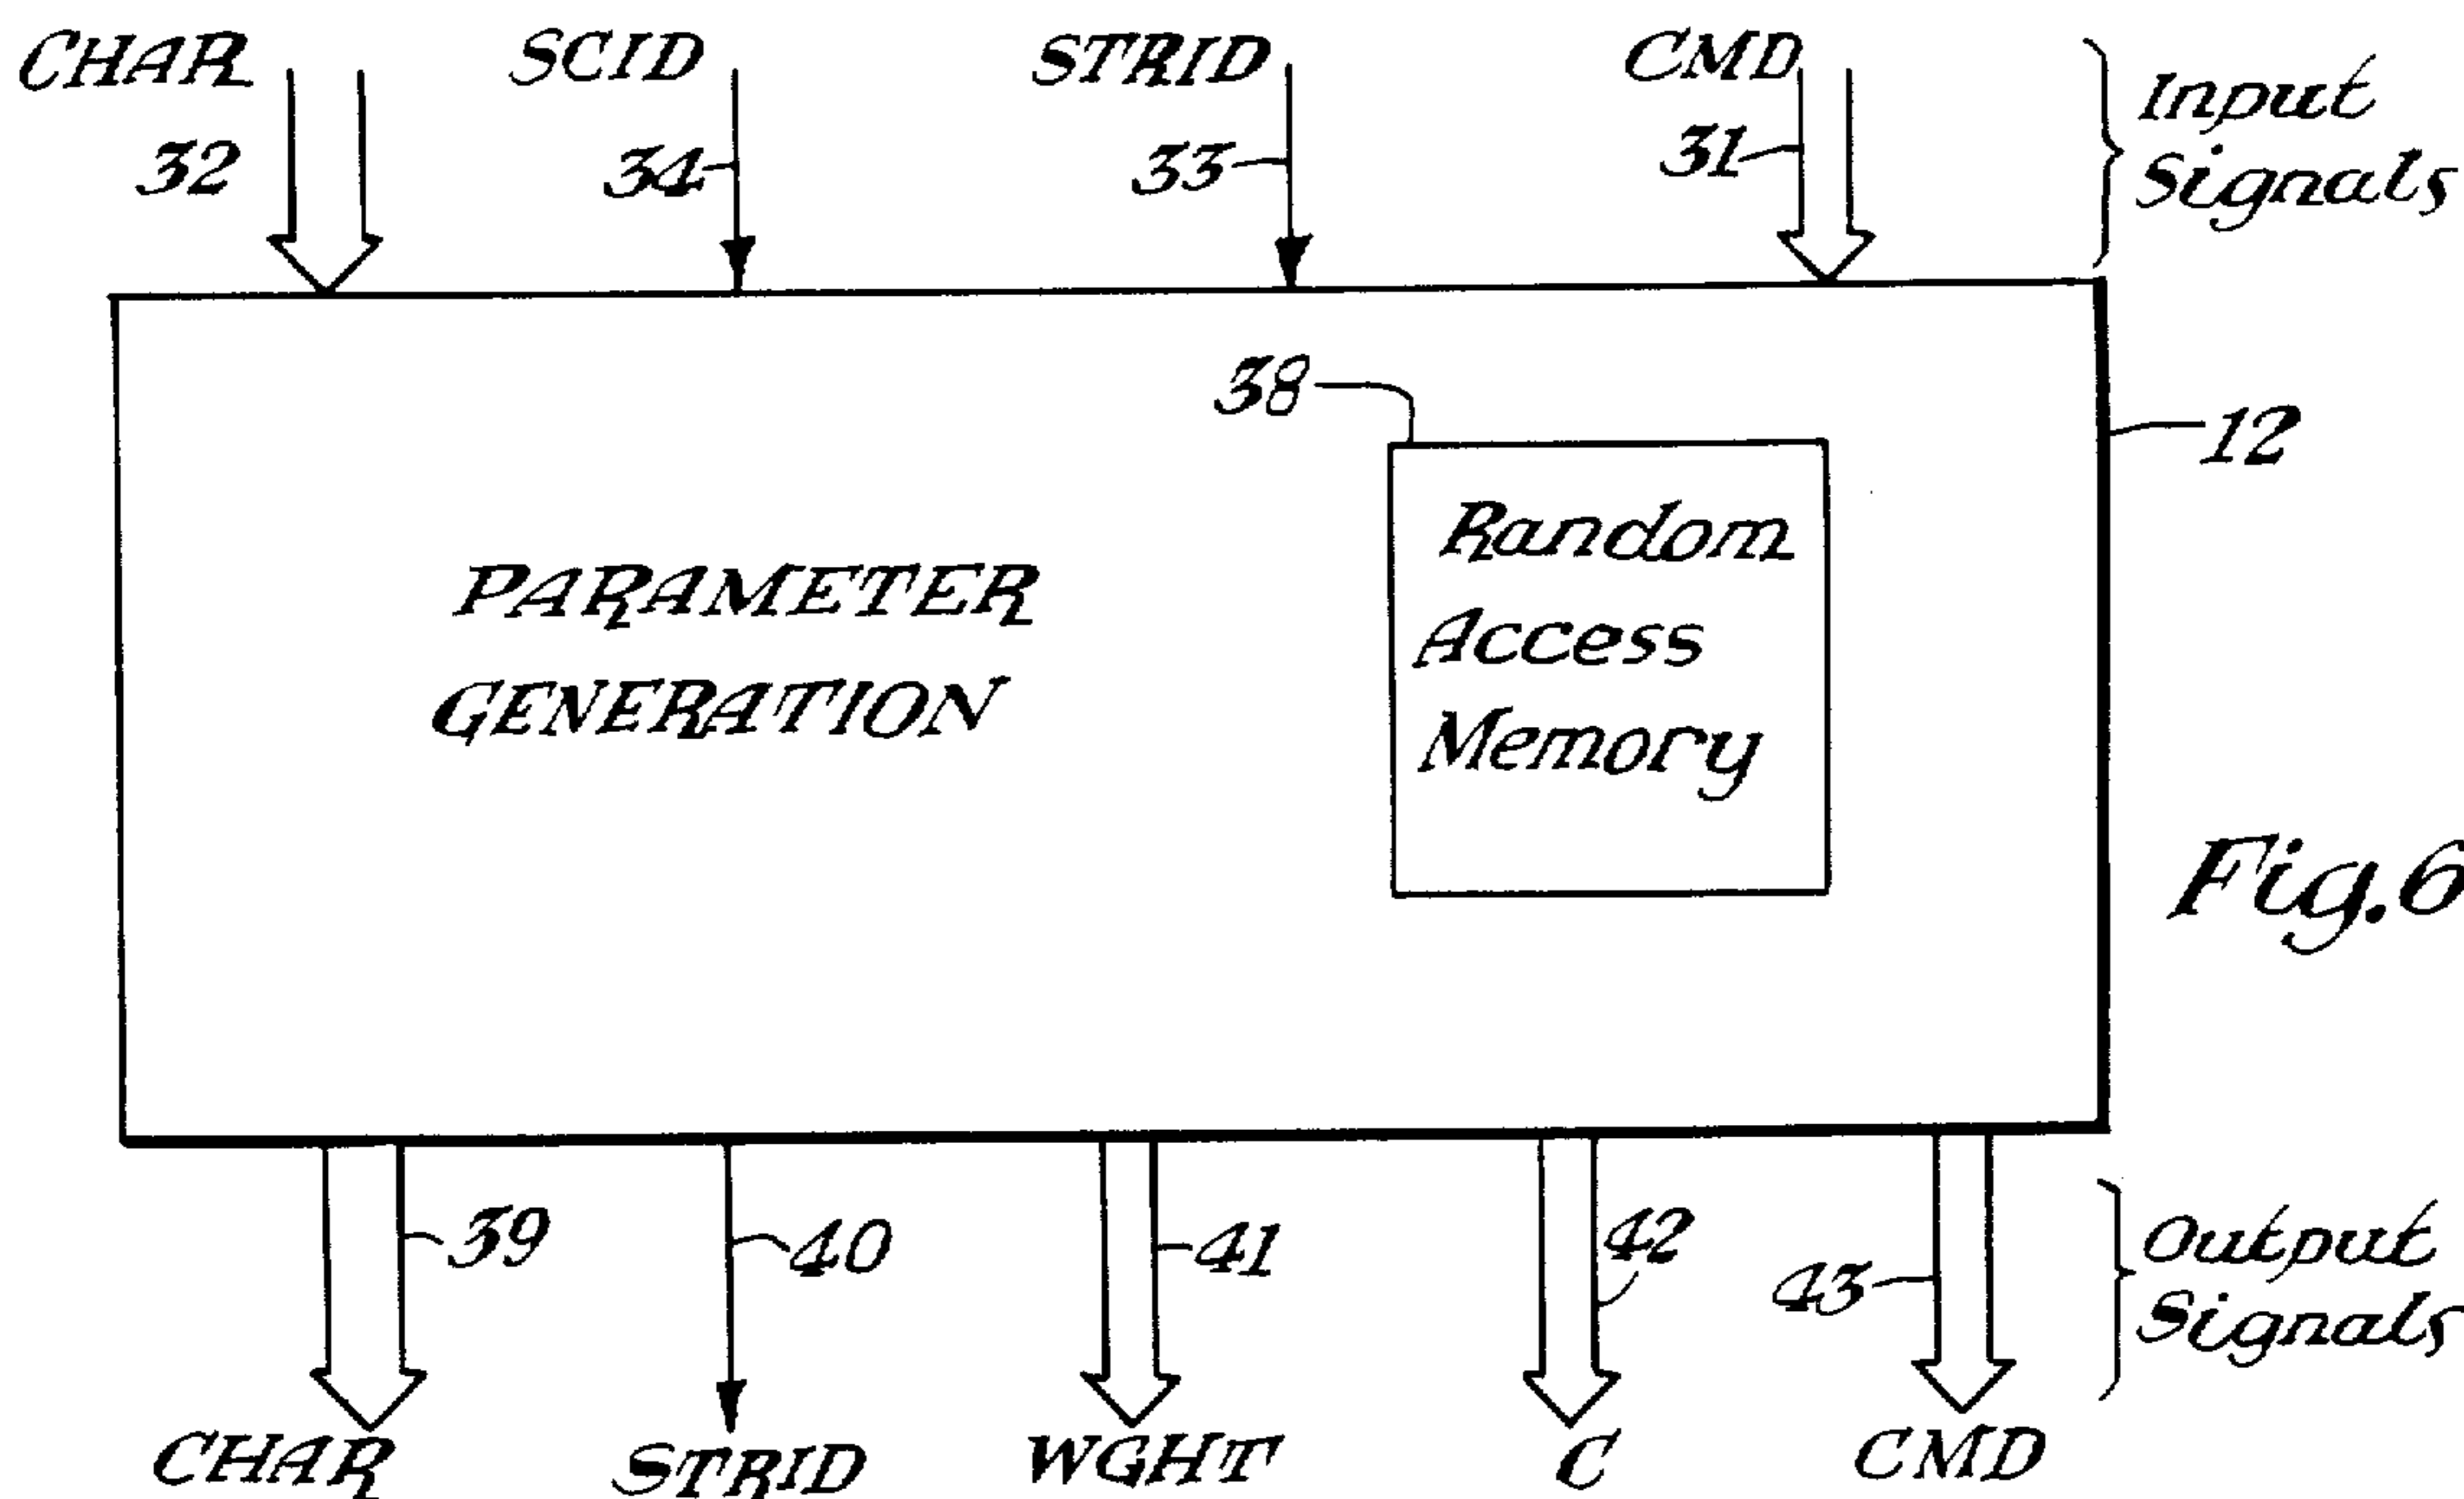 CHAR SCID STRID CMD
32 34 33 31
Input
Signals
38
12
Random
Access
Memory
PARAMETER
GENERATION
Fig.6
39 40 41 42 43
Output
Signals
CHAR STRID WGHT C CMD